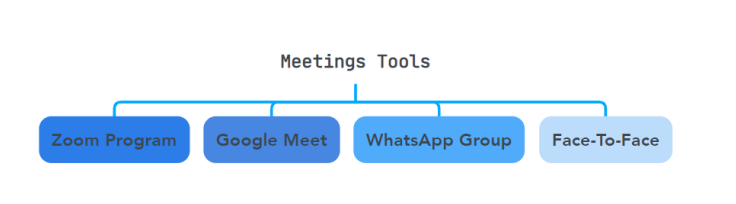 Meetings Tools
Zoom Program
Google Meet
WhatsApp Group
Face-To-Face